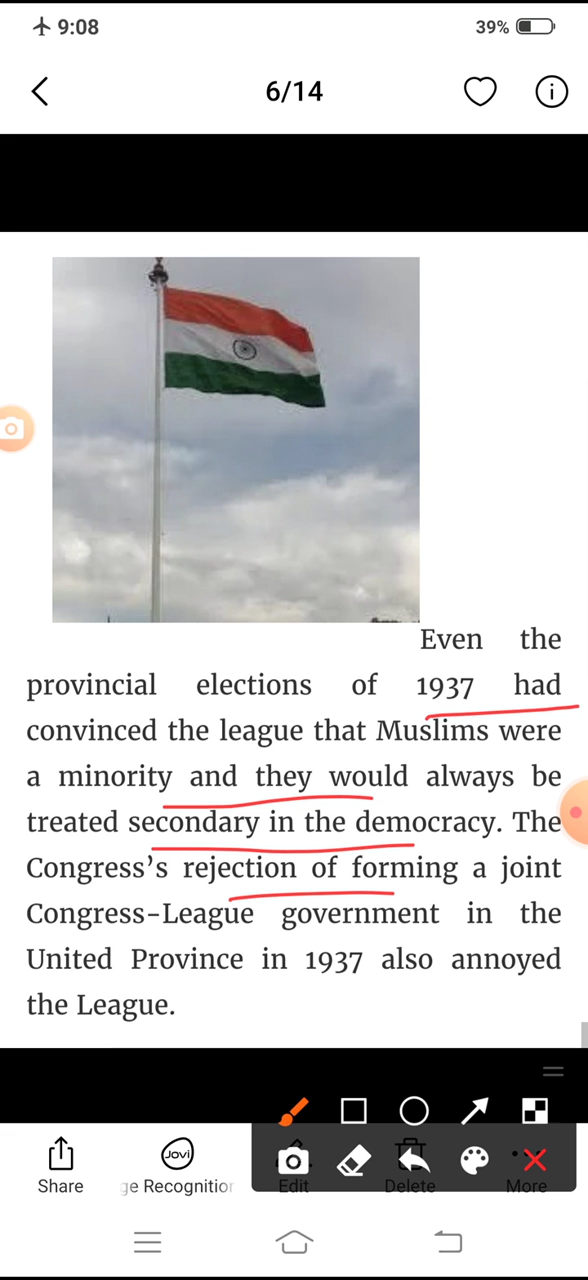 9:08
39%
6/14
Even the
provincial elections of 1937 had
convinced the league that Muslims were
a minority and they would always be
treated secondary in the democracy. The
Congress’s rejection of forming a joint
Congress-League government in the
United Province in 1937 also annoyed
the League.
Jovi
Share
ge Recognition
Edit
Delete
More